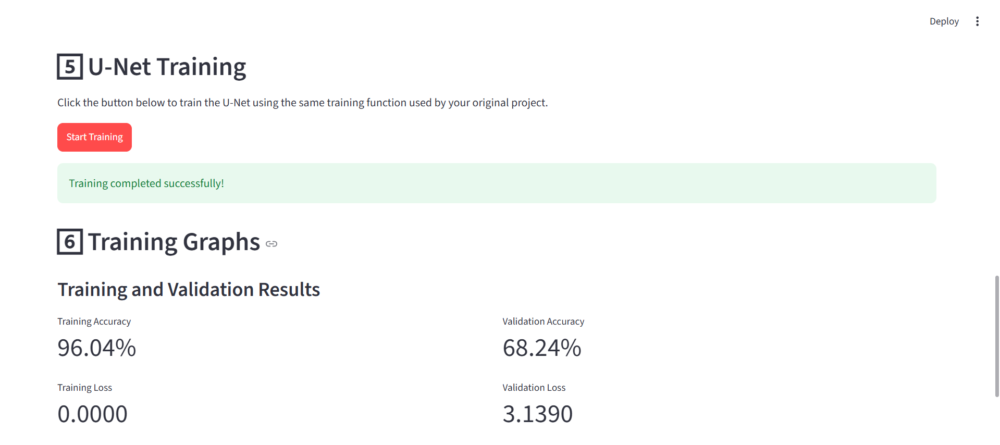 Deploy
5 U-Net Training
Click the button below to train the U-Net using the same training function used by your original project.
Start Training
Training completed successfully!
6 Training Graphs
Training and Validation Results
Training Accuracy
96.04%
Validation Accuracy
68.24%
Training Loss
0.0000
Validation Loss
3.1390